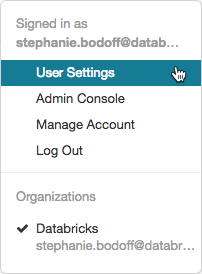 Signed in as
stephanie.bodoff@datab...
User Settings
Admin Console
Manage Account
Log Out
Organizations
Databricks
stephanie.bodoff@databr...